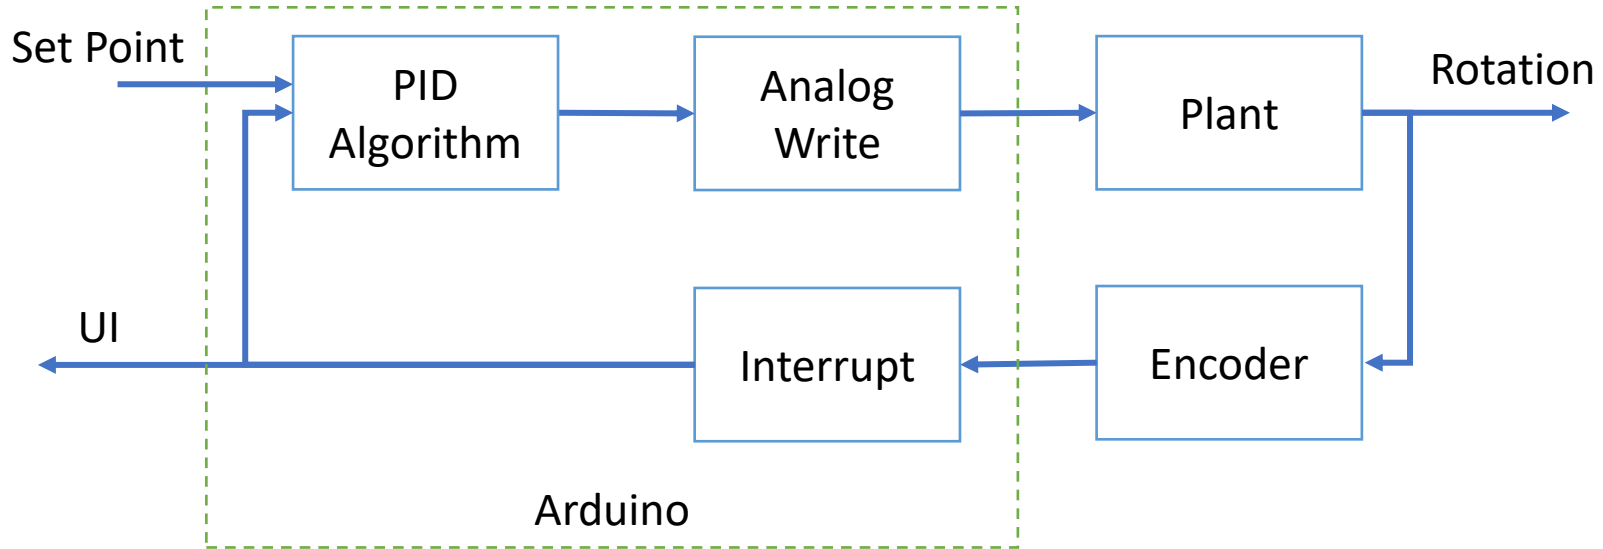 Set Point
PID
Algorithm
Analog
Write
Plant
Rotation
UI
Interrupt
Encoder
Arduino